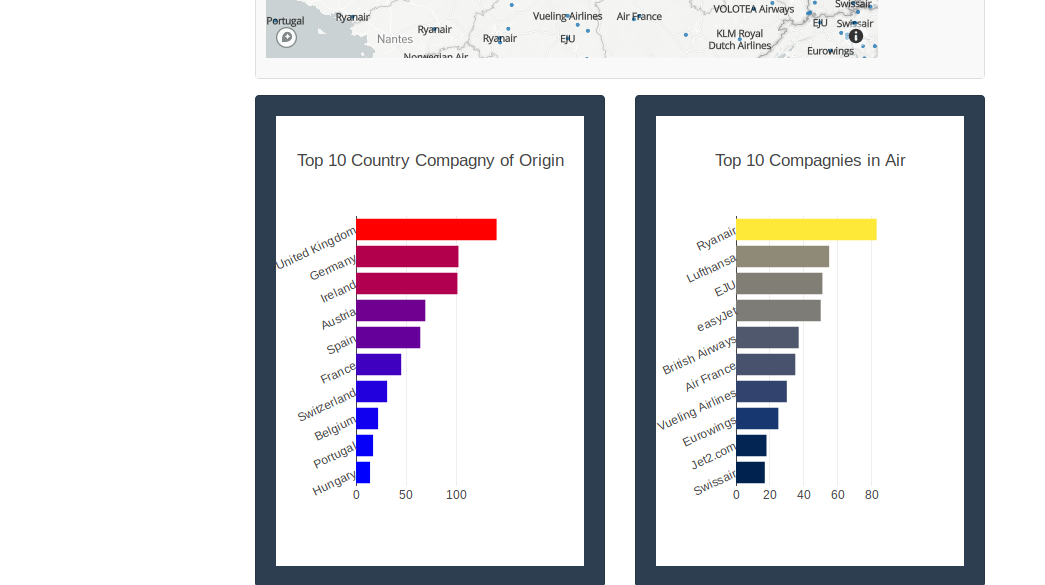 Portugal
Ryanair
Ryanair
Nantes
Norwegian Air
Vueling Airlines
Air France
Ryanair
EJU
VOLOTEA Airways
Swissair
EJU
Swissair
KLM Royal
Dutch Airlines
Eurowings
Top 10 Country Compagny of Origin
United Kingdom
Germany
Ireland
Austria
Spain
France
Switzerland
Belgium
Portugal
Hungary
0 50 100
Top 10 Compagnies in Air
Ryanair
Lufthansa
EJU
easyJet
British Airways
Air France
Vueling Airlines
Eurowings
Jet2.com
Swissair
0 20 40 60 80